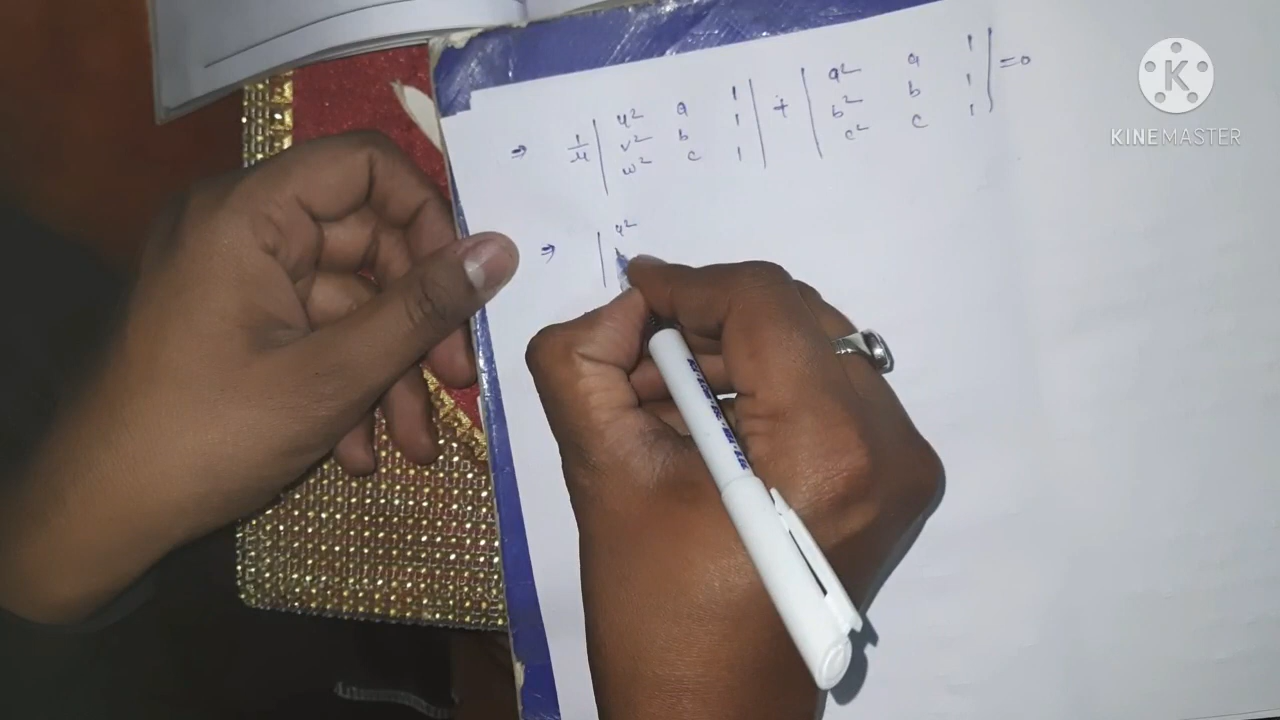 ⇒ 1/μ | u² a 1 | + | a² a 1 | = 0
| v² b 1 | | b² b 1 |
| w² c 1 | | c² c 1 |
⇒ | u²
K
KINEMASTER